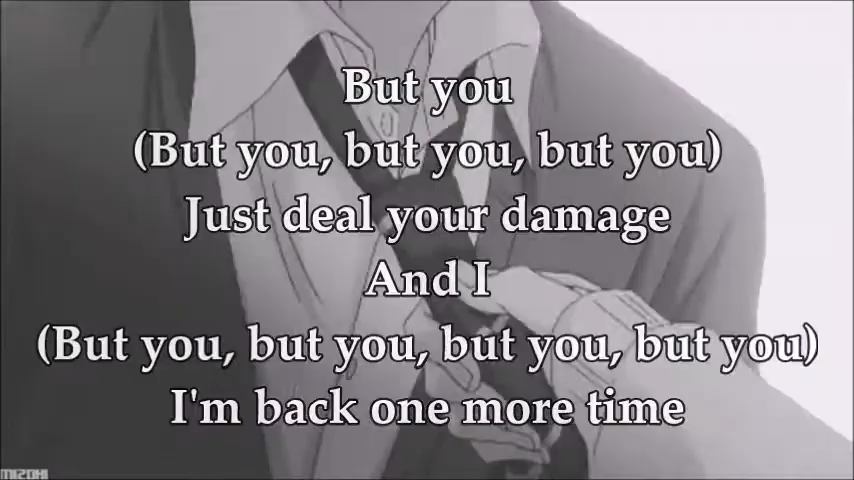 But you
(But you, but you, but you)
Just deal your damage
And I
(But you, but you, but you, but you)
I'm back one more time
MIZOHI